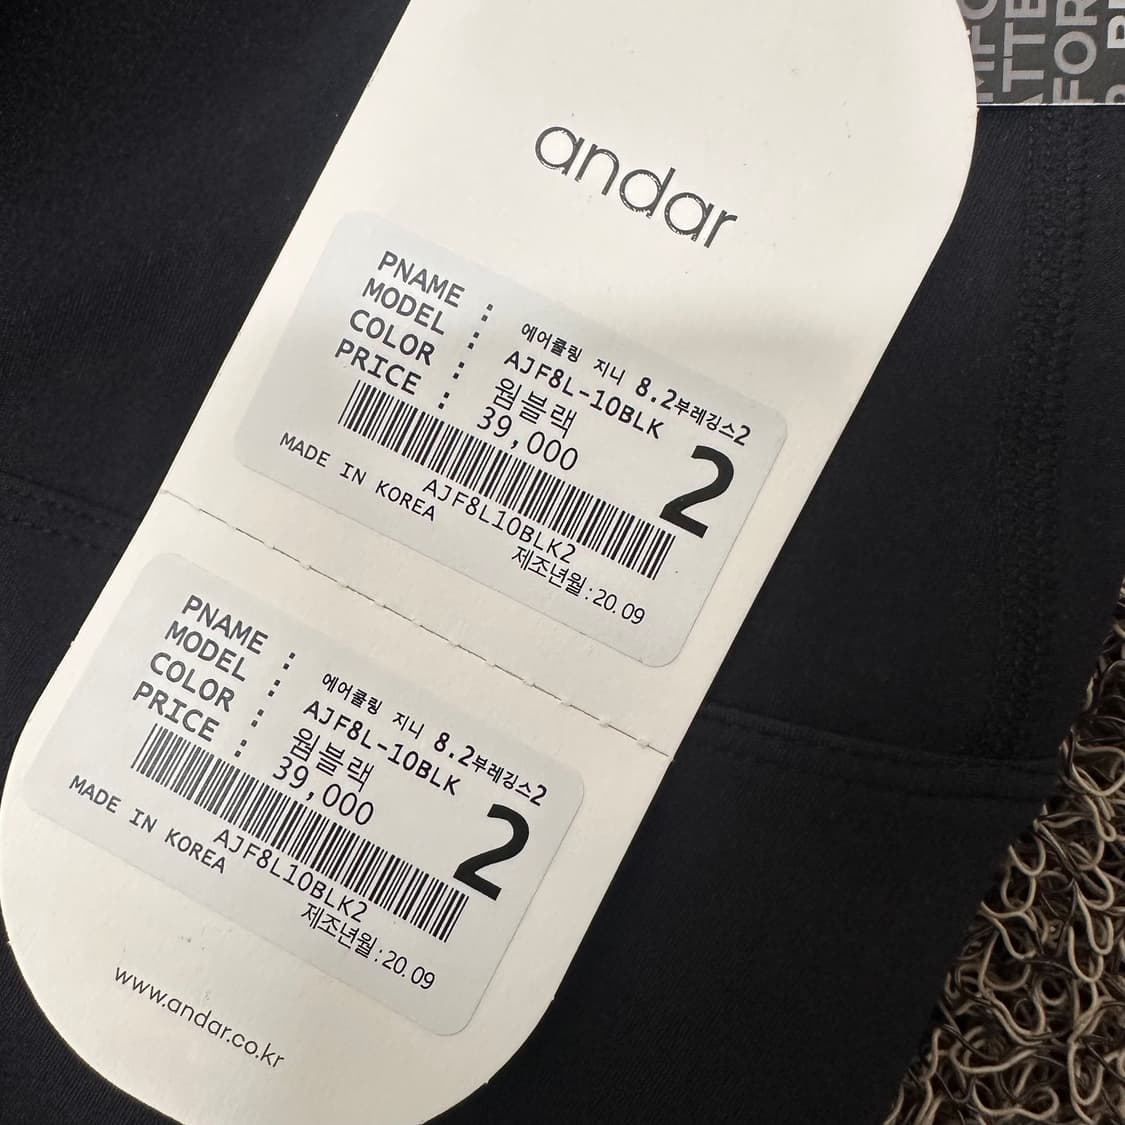 andar
PNAME : 에어쿨링 지니 8.2부레깅스2
MODEL : AJF8L-10BLK
COLOR : 웜블랙
PRICE : 39,000
2
AJF8L10BLK2
MADE IN KOREA
제조년월:20.09
PNAME : 에어쿨링 지니 8.2부레깅스2
MODEL : AJF8L-10BLK
COLOR : 웜블랙
PRICE : 39,000
2
AJF8L10BLK2
MADE IN KOREA
제조년월:20.09
www.andar.co.kr